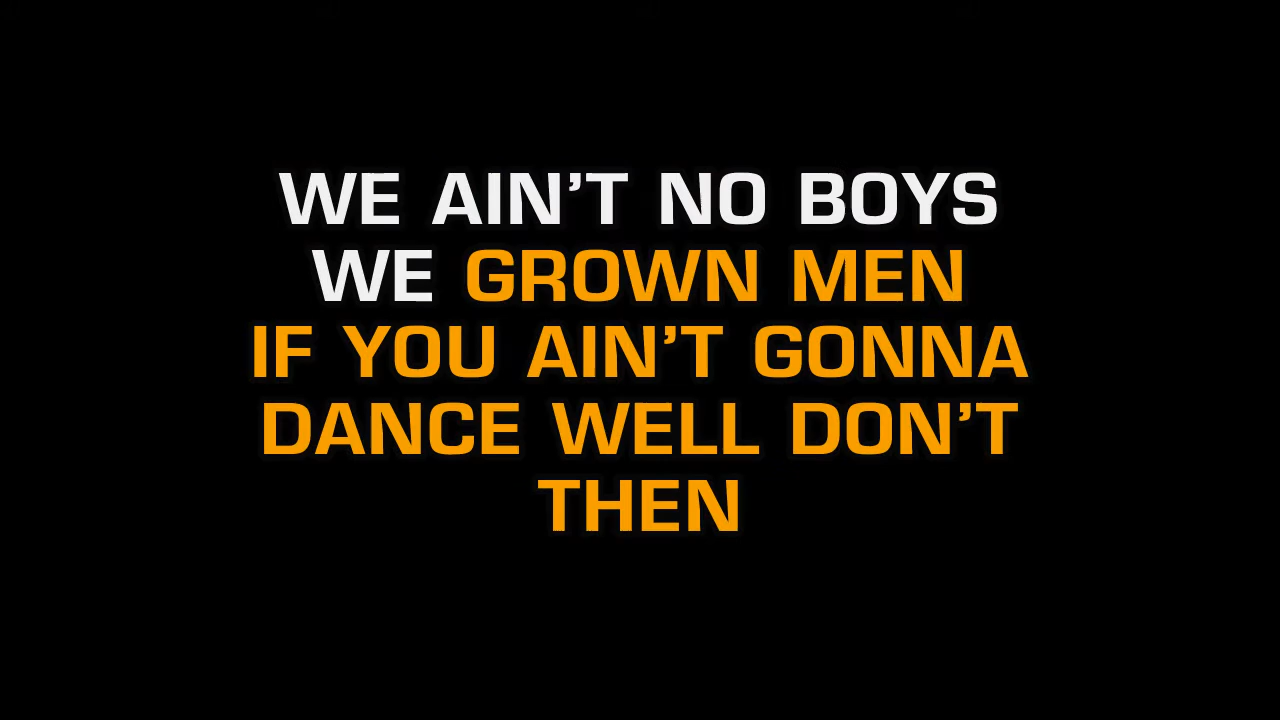 WE AIN’T NO BOYS
WE GROWN MEN
IF YOU AIN’T GONNA
DANCE WELL DON’T
THEN